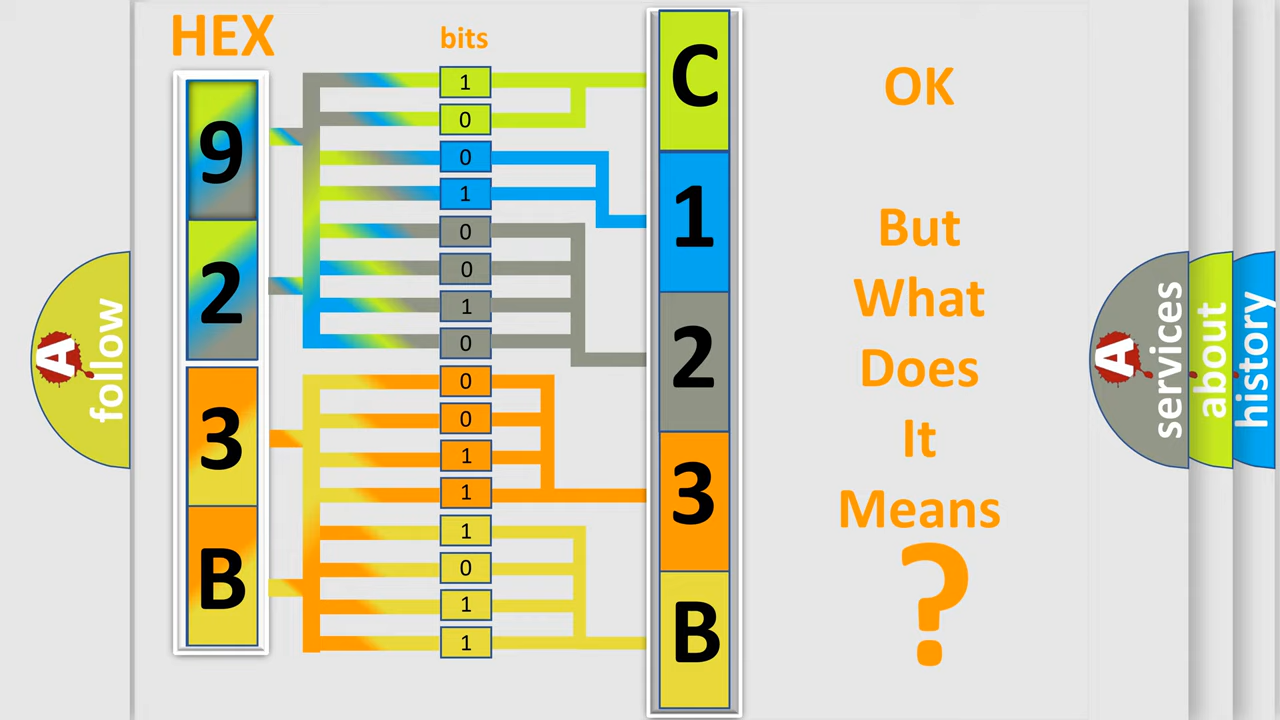 HEX
bits
9
2
3
B
1
0
0
1
0
0
1
0
0
0
1
1
1
0
1
1
C
1
2
3
B
OK
But
What
Does
It
Means
?
A
follow
A
services
about
history